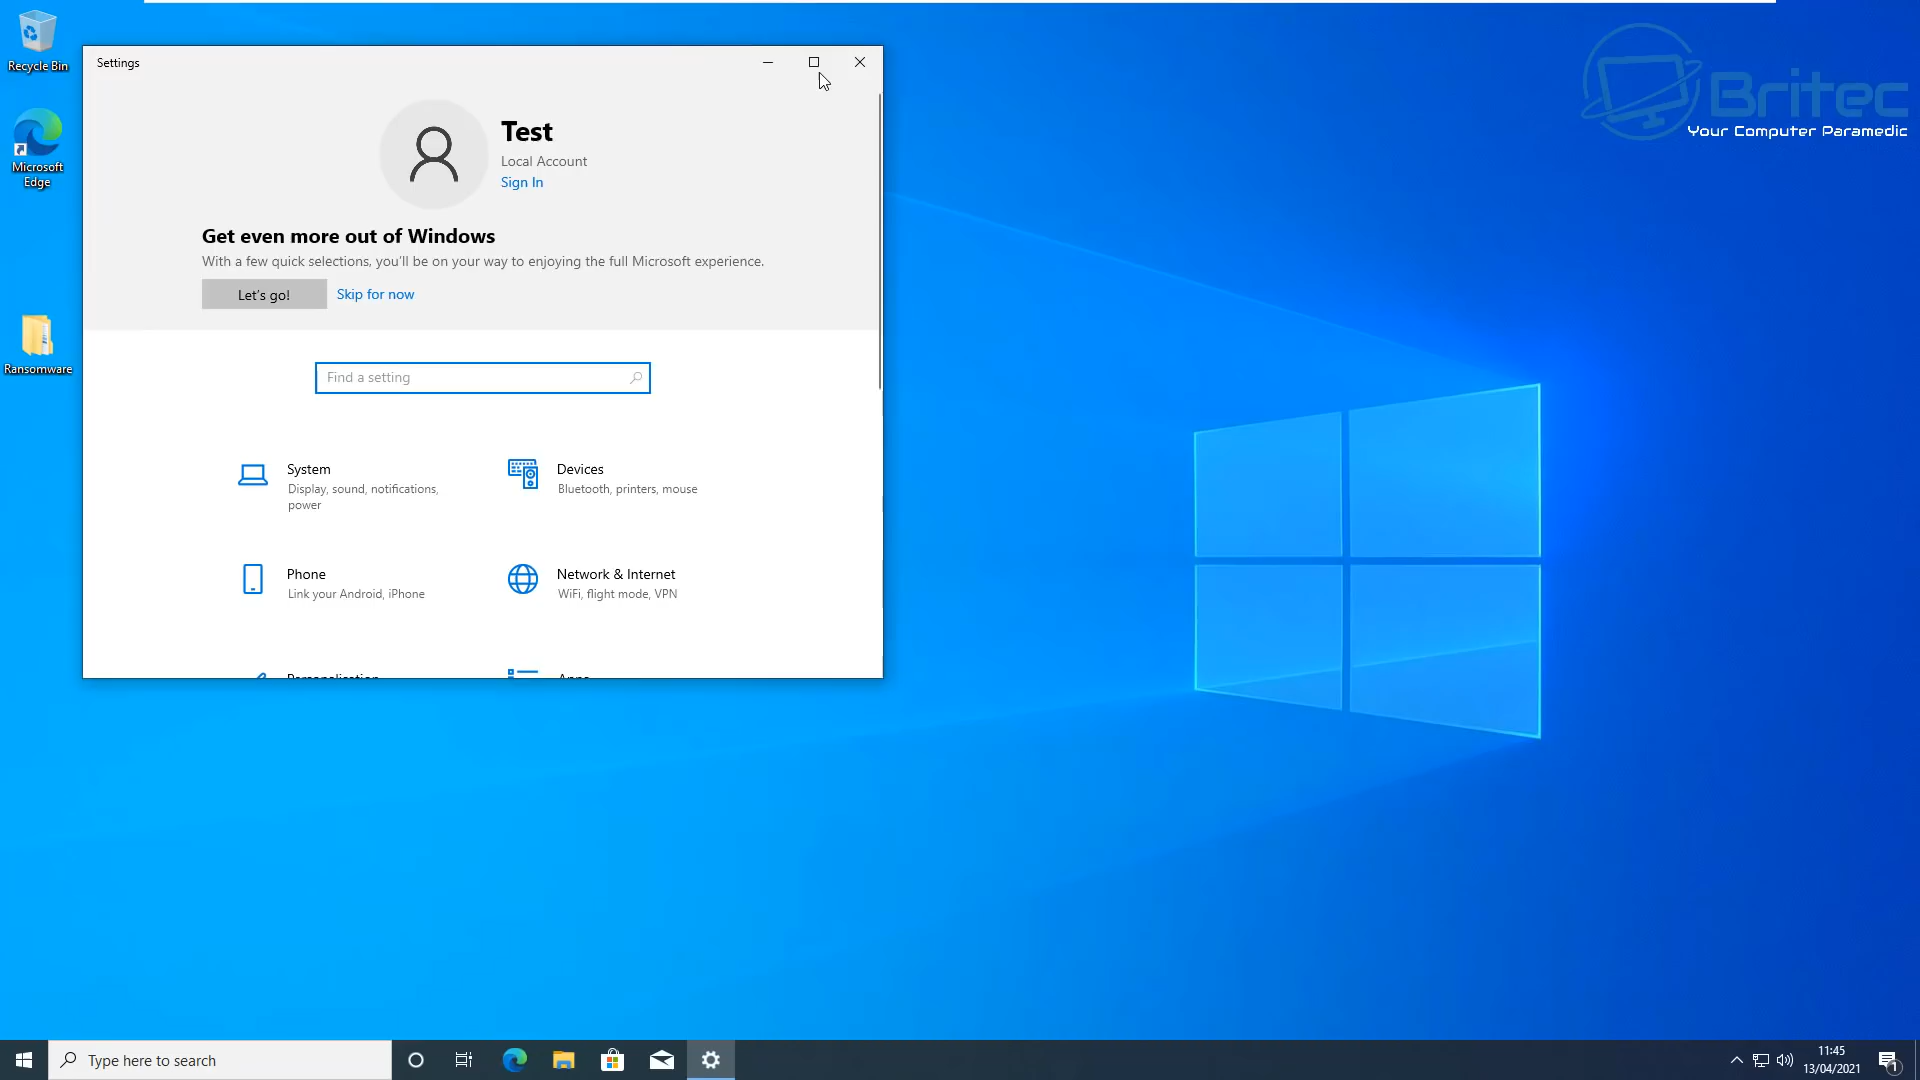 Recycle Bin
Microsoft
Edge
Ransomware
Settings
Test
Local Account
Sign In
Get even more out of Windows
With a few quick selections, you'll be on your way to enjoying the full Microsoft experience.
Let's go!
Skip for now
Find a setting
System
Display, sound, notifications,
power
Devices
Bluetooth, printers, mouse
Phone
Link your Android, iPhone
Network & Internet
WiFi, flight mode, VPN
Personalisation
Apps
Britec
Your Computer Paramedic
Type here to search
11:45
13/04/2021
1